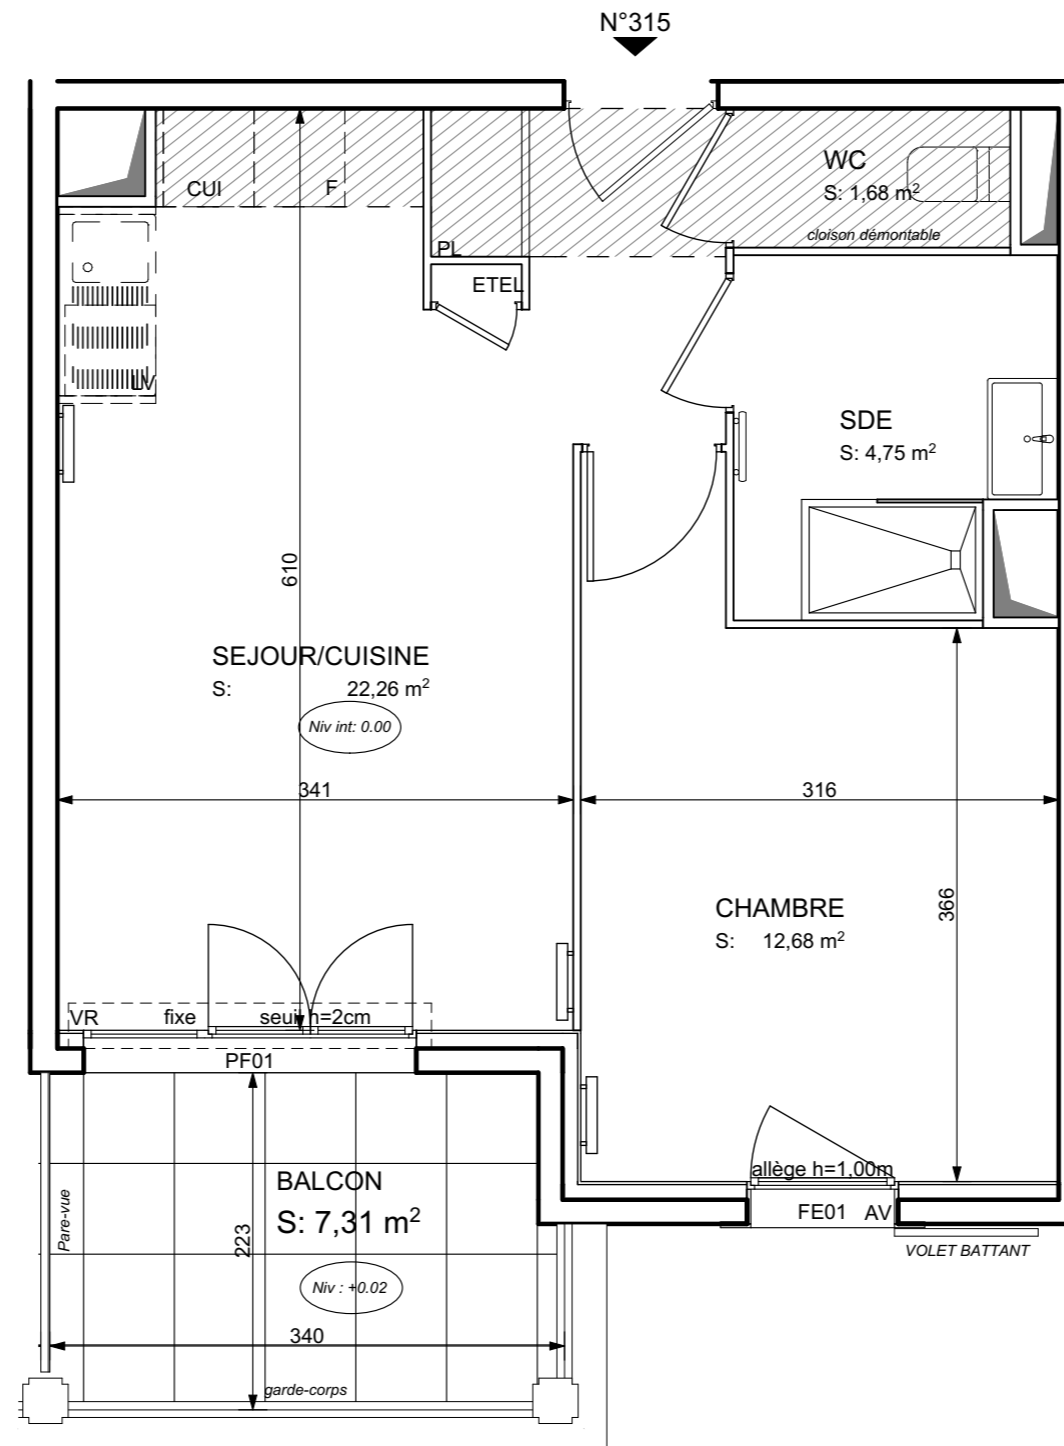 N°315
WC
S: 1,68 m²
cloison démontable
CUI
F
PL
ETEL
LV
SDE
S: 4,75 m²
610
SEJOUR/CUISINE
S: 22,26 m²
Niv int: 0.00
341
316
366
CHAMBRE
S: 12,68 m²
VR
fixe
seuil h=2cm
PF01
allège h=1,00m
FE01
AV
VOLET BATTANT
BALCON
S: 7,31 m²
Pare-vue
223
Niv : +0.02
340
garde-corps